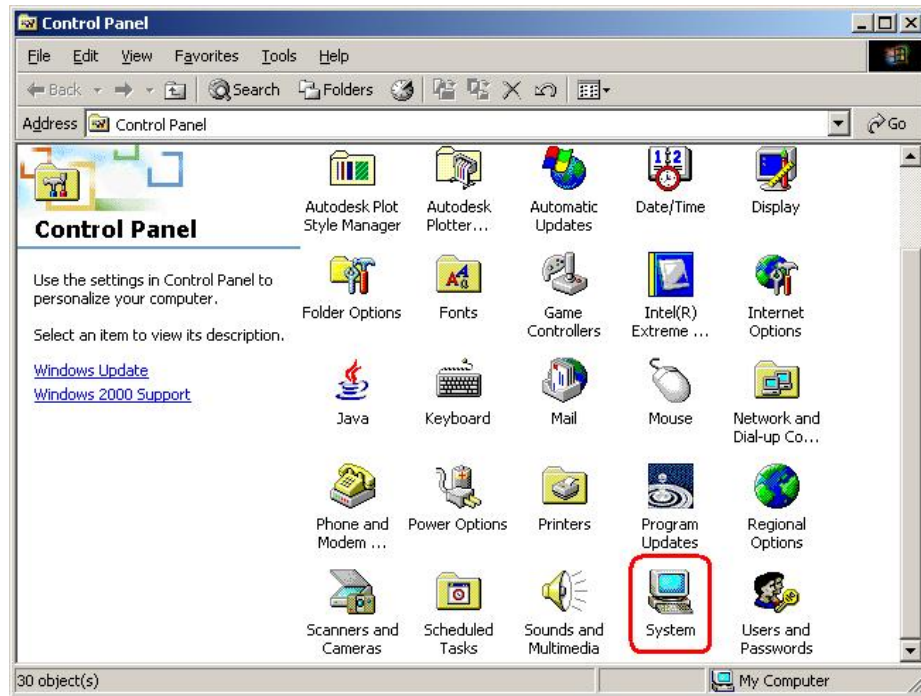 Control Panel
File Edit View Favorites Tools Help
Back Search Folders
Address Control Panel Go
Control Panel
Use the settings in Control Panel to
personalize your computer.
Select an item to view its description.
Windows Update
Windows 2000 Support
Autodesk Plot
Style Manager
Autodesk
Plotter...
Automatic
Updates
Date/Time
Display
Folder Options
Fonts
Game
Controllers
Intel(R)
Extreme ...
Internet
Options
Java
Keyboard
Mail
Mouse
Network and
Dial-up Co...
Phone and
Modem ...
Power Options
Printers
Program
Updates
Regional
Options
Scanners and
Cameras
Scheduled
Tasks
Sounds and
Multimedia
System
Users and
Passwords
30 object(s) My Computer